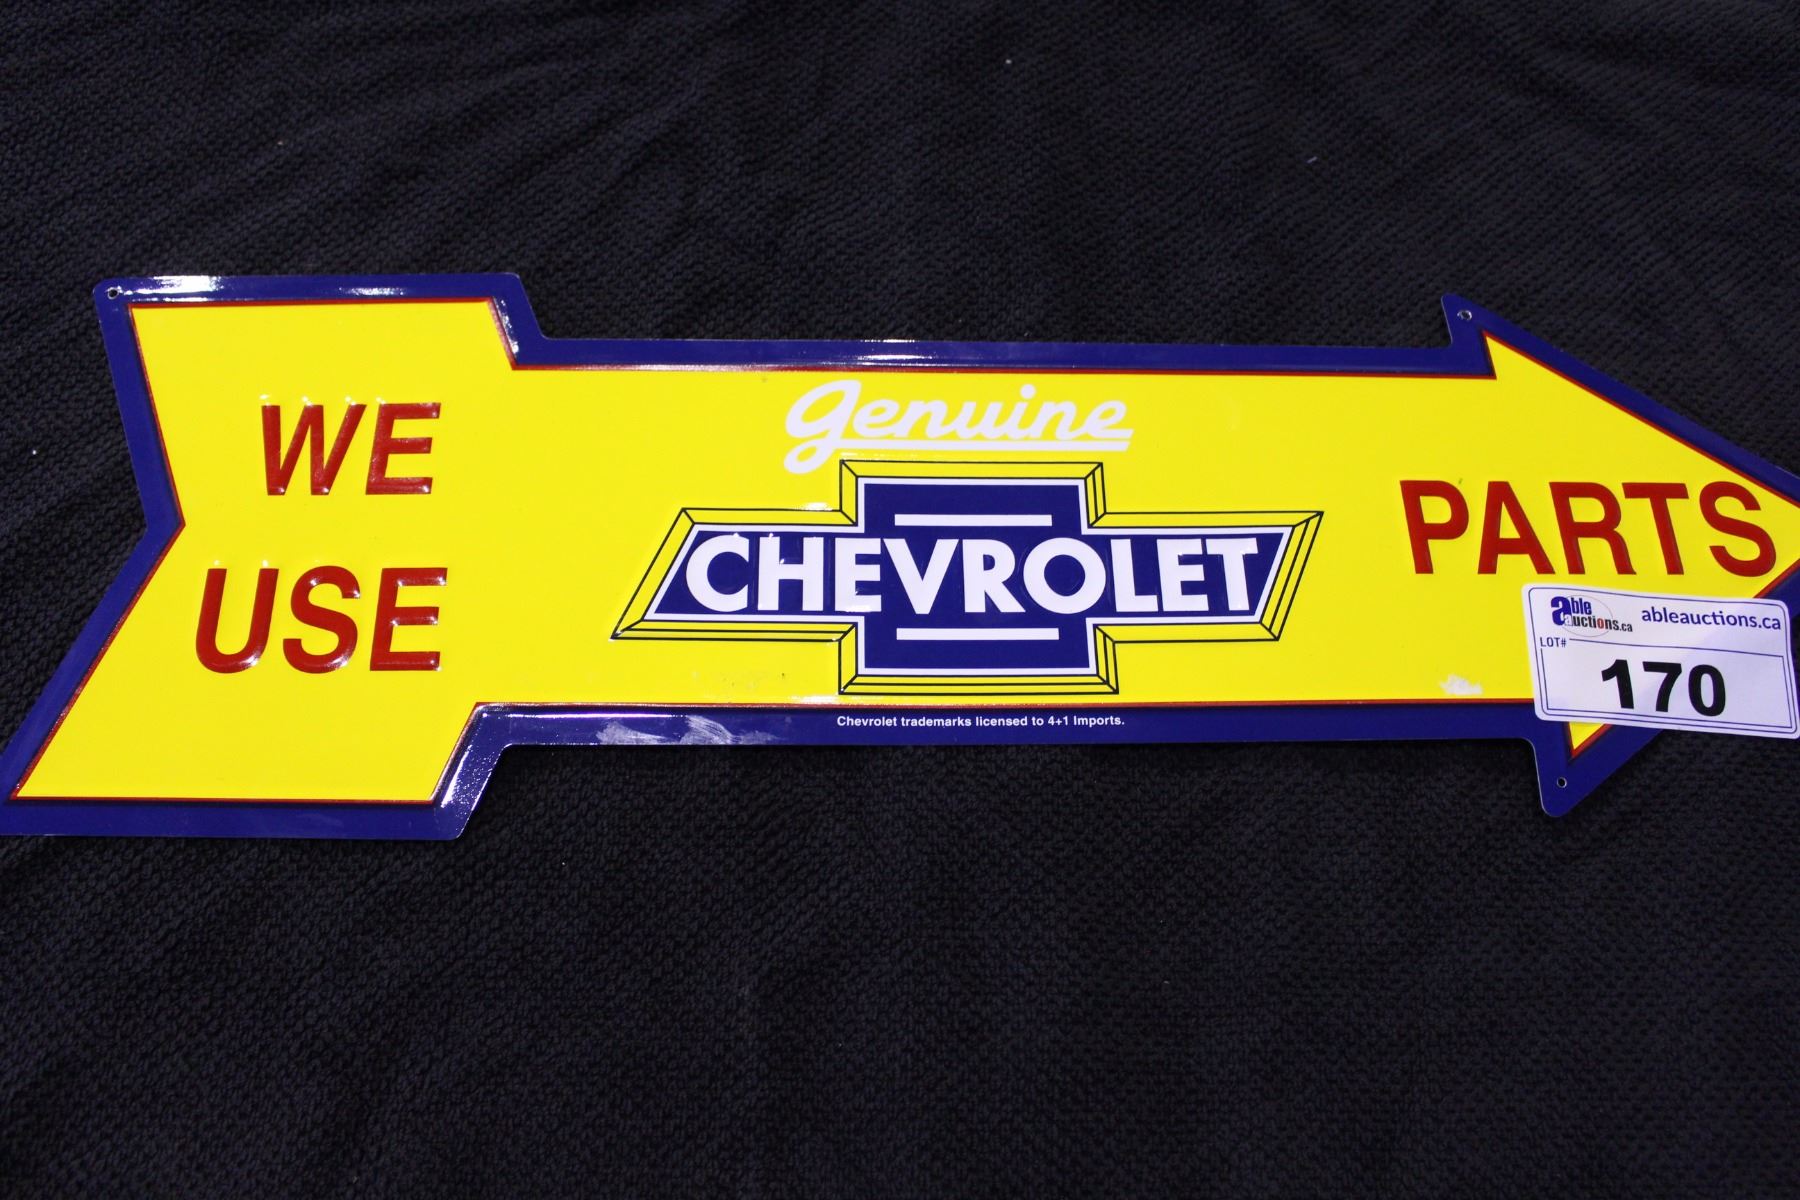 WE
USE
Genuine
CHEVROLET
PARTS
Chevrolet trademarks licensed to 4+1 Imports.
able
auctions.ca
ableauctions.ca
LOT#
170